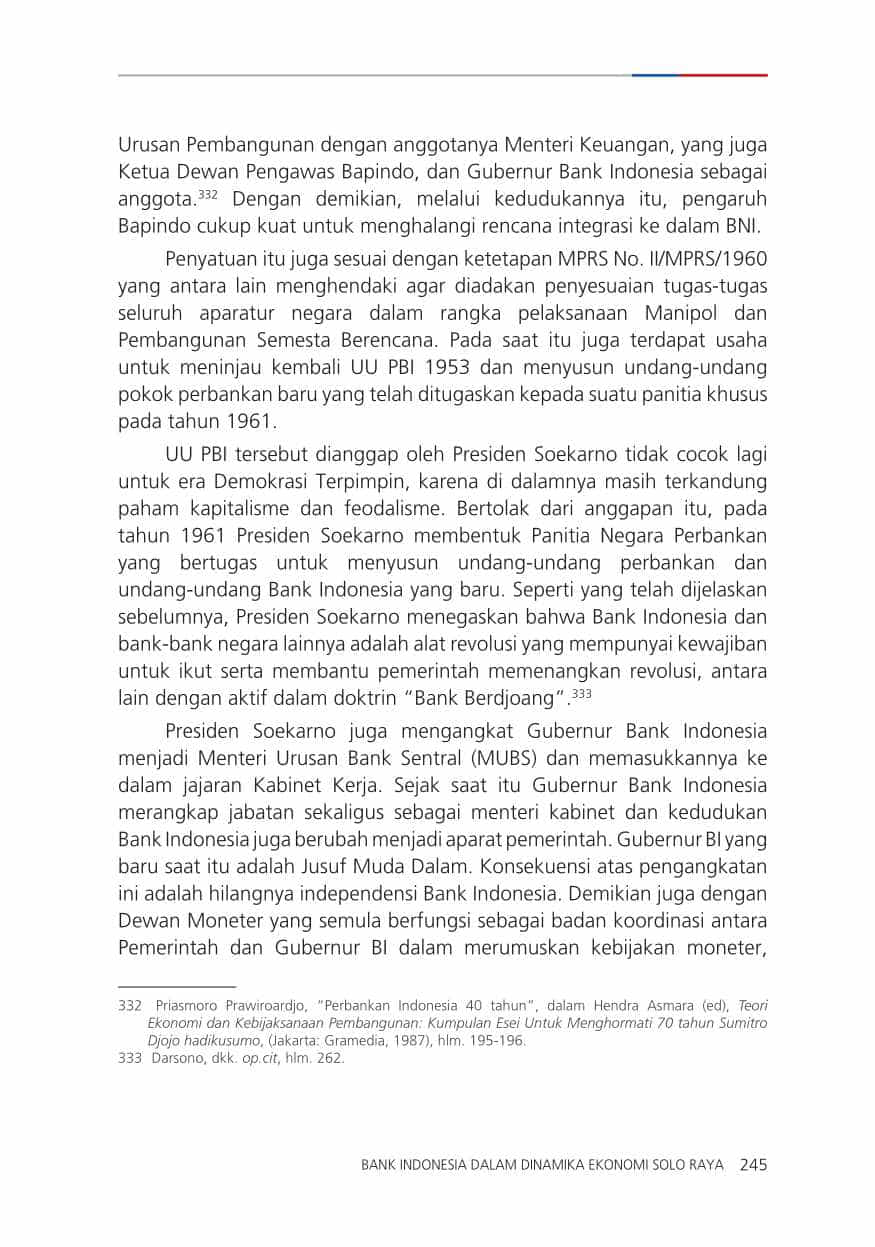 Urusan Pembangunan dengan anggotanya Menteri Keuangan, yang juga
Ketua Dewan Pengawas Bapindo, dan Gubernur Bank Indonesia sebagai
anggota.332 Dengan demikian, melalui kedudukannya itu, pengaruh
Bapindo cukup kuat untuk menghalangi rencana integrasi ke dalam BNI.
Penyatuan itu juga sesuai dengan ketetapan MPRS No. II/MPRS/1960
yang antara lain menghendaki agar diadakan penyesuaian tugas-tugas
seluruh aparatur negara dalam rangka pelaksanaan Manipol dan
Pembangunan Semesta Berencana. Pada saat itu juga terdapat usaha
untuk meninjau kembali UU PBI 1953 dan menyusun undang-undang
pokok perbankan baru yang telah ditugaskan kepada suatu panitia khusus
pada tahun 1961.
UU PBI tersebut dianggap oleh Presiden Soekarno tidak cocok lagi
untuk era Demokrasi Terpimpin, karena di dalamnya masih terkandung
paham kapitalisme dan feodalisme. Bertolak dari anggapan itu, pada
tahun 1961 Presiden Soekarno membentuk Panitia Negara Perbankan
yang bertugas untuk menyusun undang-undang perbankan dan
undang-undang Bank Indonesia yang baru. Seperti yang telah dijelaskan
sebelumnya, Presiden Soekarno menegaskan bahwa Bank Indonesia dan
bank-bank negara lainnya adalah alat revolusi yang mempunyai kewajiban
untuk ikut serta membantu pemerintah memenangkan revolusi, antara
lain dengan aktif dalam doktrin “Bank Berdjoang”.333
Presiden Soekarno juga mengangkat Gubernur Bank Indonesia
menjadi Menteri Urusan Bank Sentral (MUBS) dan memasukkannya ke
dalam jajaran Kabinet Kerja. Sejak saat itu Gubernur Bank Indonesia
merangkap jabatan sekaligus sebagai menteri kabinet dan kedudukan
Bank Indonesia juga berubah menjadi aparat pemerintah. Gubernur BI yang
baru saat itu adalah Jusuf Muda Dalam. Konsekuensi atas pengangkatan
ini adalah hilangnya independensi Bank Indonesia. Demikian juga dengan
Dewan Moneter yang semula berfungsi sebagai badan koordinasi antara
Pemerintah dan Gubernur BI dalam merumuskan kebijakan moneter,
332 Priasmoro Prawiroardjo, “Perbankan Indonesia 40 tahun”, dalam Hendra Asmara (ed), Teori
Ekonomi dan Kebijaksanaan Pembangunan: Kumpulan Esei Untuk Menghormati 70 tahun Sumitro
Djojo hadikusumo, (Jakarta: Gramedia, 1987), hlm. 195-196.
333 Darsono, dkk. op.cit, hlm. 262.
BANK INDONESIA DALAM DINAMIKA EKONOMI SOLO RAYA 245